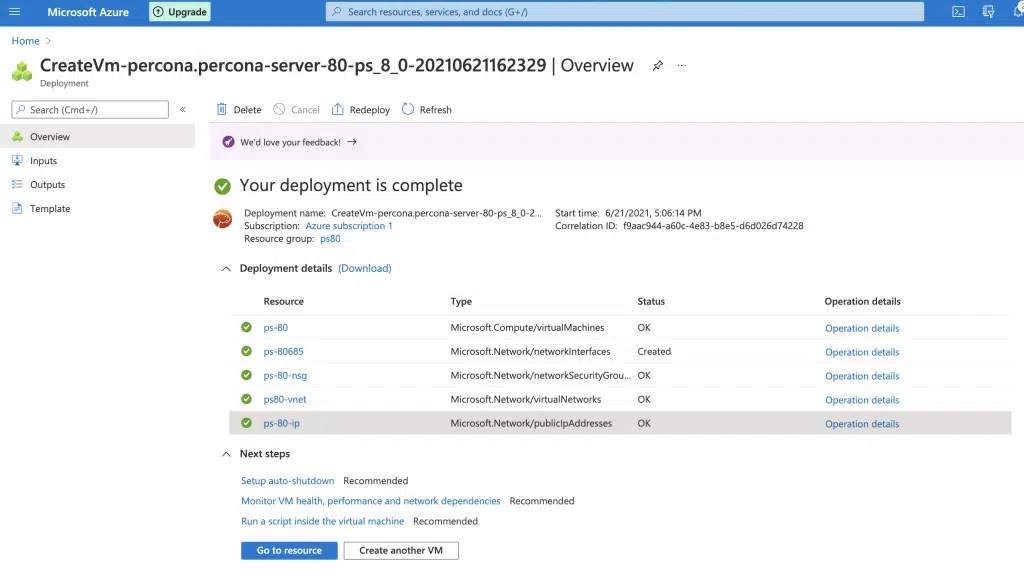 Microsoft Azure
Upgrade
Search resources, services, and docs (G+/)
Home
CreateVm-percona.percona-server-80-ps_8_0-20210621162329 | Overview
Deployment
Search (Cmd+/)
Delete
Cancel
Redeploy
Refresh
Overview
Inputs
Outputs
Template
We'd love your feedback!
Your deployment is complete
Deployment name: CreateVm-percona.percona-server-80-ps_8_0-2...
Subscription: Azure subscription 1
Resource group: ps80
Start time: 6/21/2021, 5:06:14 PM
Correlation ID: f9aac944-a60c-4e83-b8e5-d6d026d74228
Deployment details (Download)
Resource Type Status Operation details
ps-80 Microsoft.Compute/virtualMachines OK Operation details
ps-80685 Microsoft.Network/networkInterfaces Created Operation details
ps-80-nsg Microsoft.Network/networkSecurityGrou... OK Operation details
ps80-vnet Microsoft.Network/virtualNetworks OK Operation details
ps-80-ip Microsoft.Network/publicIpAddresses OK Operation details
Next steps
Setup auto-shutdown Recommended
Monitor VM health, performance and network dependencies Recommended
Run a script inside the virtual machine Recommended
Go to resource
Create another VM